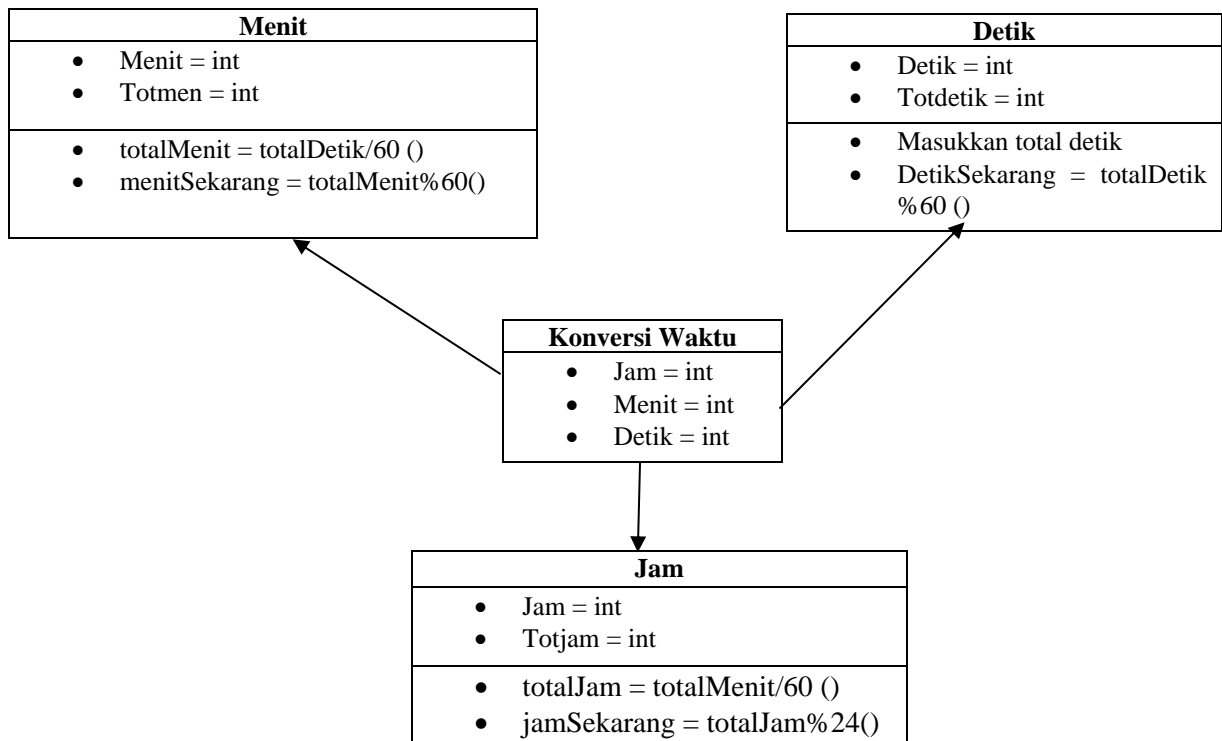 Menit
• Menit = int
• Totmen = int
• totalMenit = totalDetik/60 ()
• menitSekarang = totalMenit%60()
Detik
• Detik = int
• Totdetik = int
• Masukkan total detik
• DetikSekarang = totalDetik
%60 ()
Konversi Waktu
• Jam = int
• Menit = int
• Detik = int
Jam
• Jam = int
• Totjam = int
• totalJam = totalMenit/60 ()
• jamSekarang = totalJam%24()